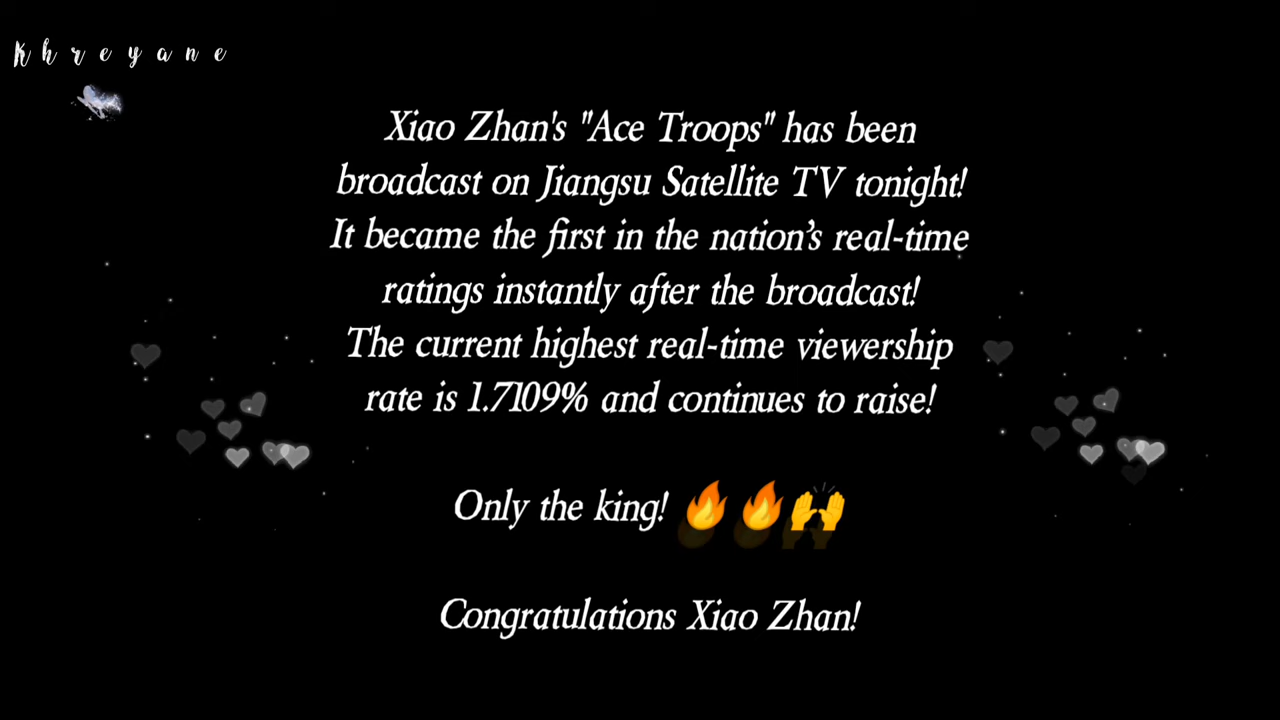 Khreyane
Xiao Zhan's "Ace Troops" has been
broadcast on Jiangsu Satellite TV tonight!
It became the first in the nation’s real-time
ratings instantly after the broadcast!
The current highest real-time viewership
rate is 1.7109% and continues to raise!
Only the king! 🔥🔥🙌
Congratulations Xiao Zhan!